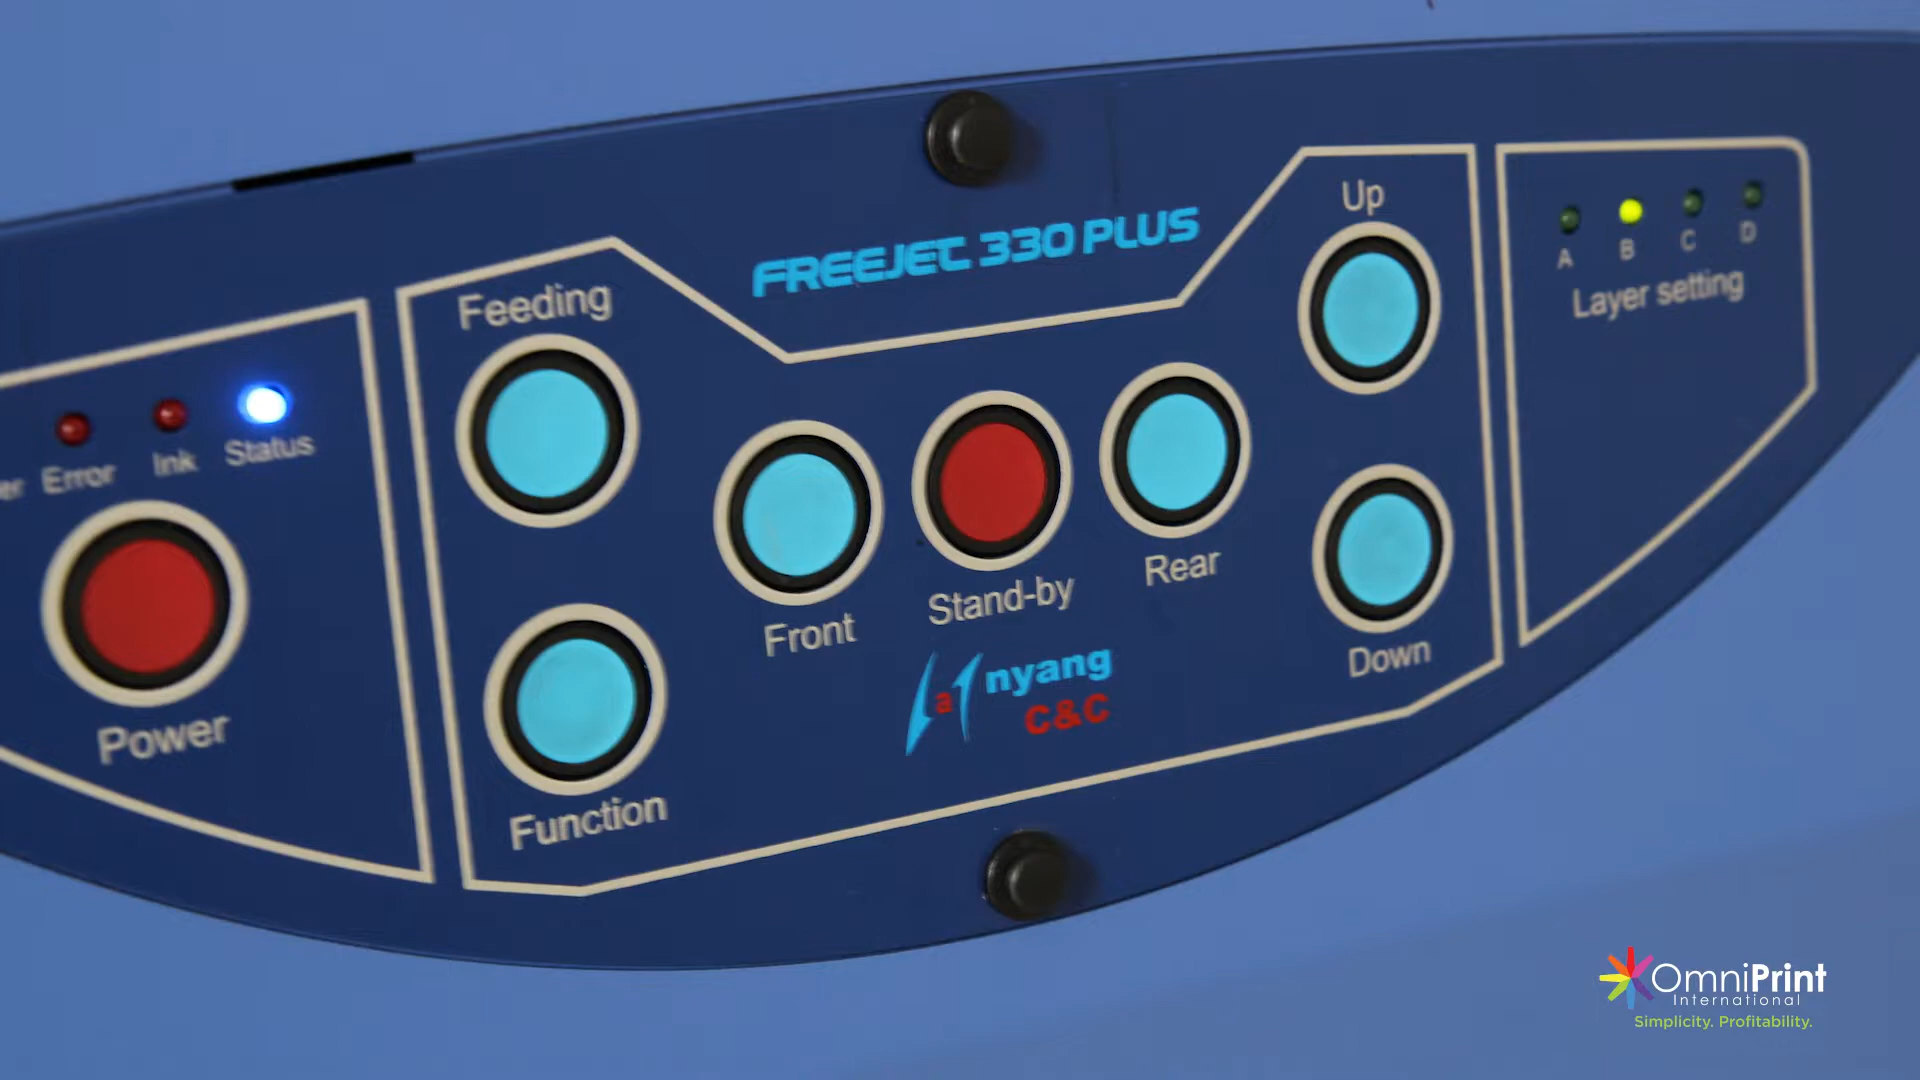 FREEJET 330 PLUS
Error
Ink
Status
Power
Feeding
Function
Front
Stand-by
Rear
Up
Down
A B C D
Layer setting
Hanyang
C&C
OmniPrint
International
Simplicity. Profitability.